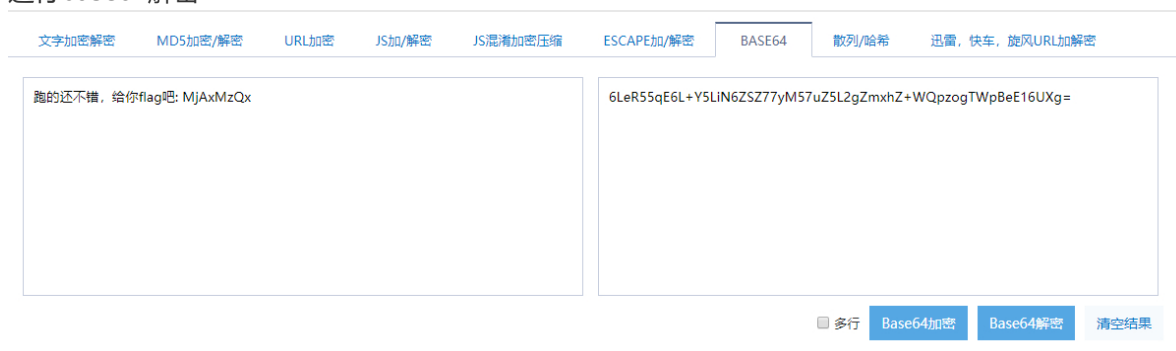 文字加密解密 MD5加密/解密 URL加密 JS加/解密 JS混淆加密压缩 ESCAPE加/解密 BASE64 散列/哈希 迅雷，快车，旋风URL加解密
跑的还不错，给你flag吧: MjAxMzQx
6LeR55qE6L+Y5LiN6ZSZ77yM57uZ5L2gZmxhZ+WQpzogTWpBeE16UXg=
多行 Base64加密 Base64解密 清空结果